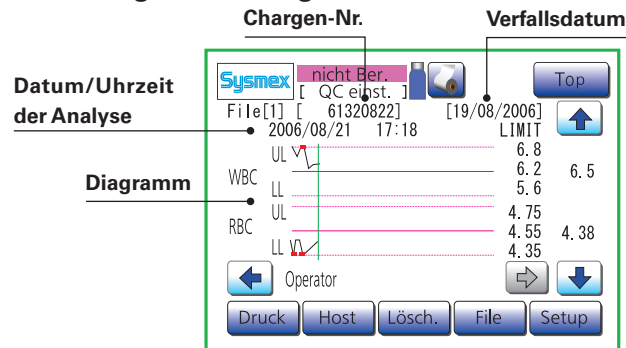 Chargen-Nr. Verfallsdatum
Datum/Uhrzeit
der Analyse
Diagramm
Sysmex nicht Ber. Top
[ QC einst. ]
File[1] [ 61320822] [19/08/2006]
2006/08/21 17:18 LIMIT
UL 6.8
WBC 6.2 6.5
LL 5.6
UL 4.75
RBC 4.55 4.38
LL 4.35
Operator
Druck Host Lösch. File Setup